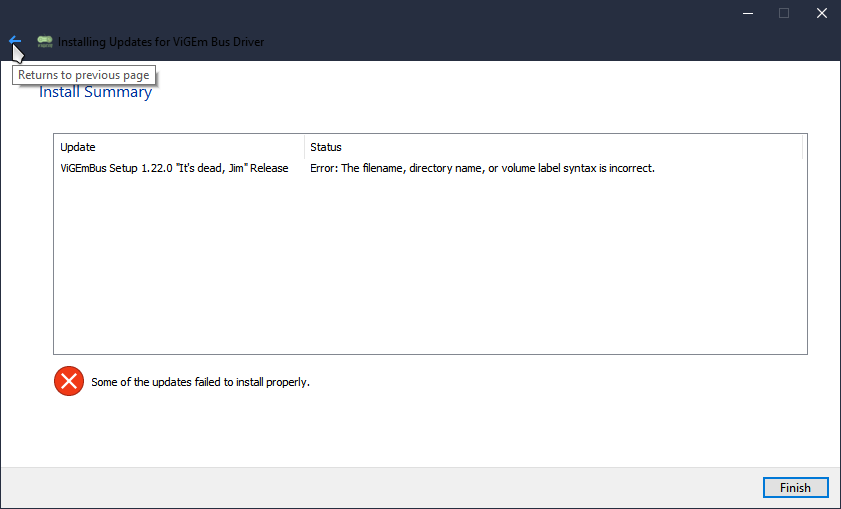 Installing Updates for ViGEm Bus Driver
Returns to previous page
Install Summary
Update Status
ViGEmBus Setup 1.22.0 "It's dead, Jim" Release Error: The filename, directory name, or volume label syntax is incorrect.
Some of the updates failed to install properly.
Finish